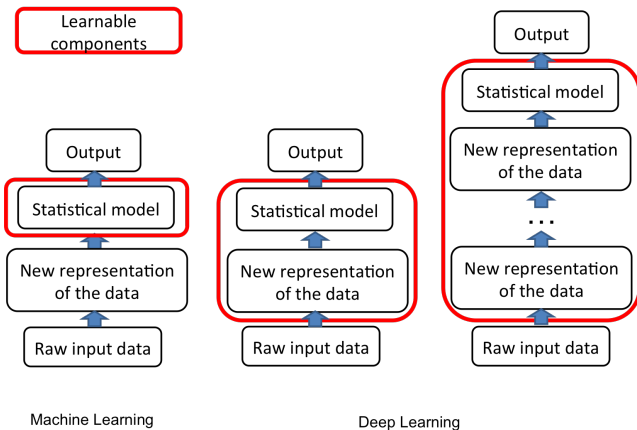 Learnable
components
Output
Statistical model
New representation
of the data
Raw input data
Machine Learning
Output
Statistical model
New representation
of the data
Raw input data
Output
Statistical model
New representation
of the data
...
New representation
of the data
Raw input data
Deep Learning